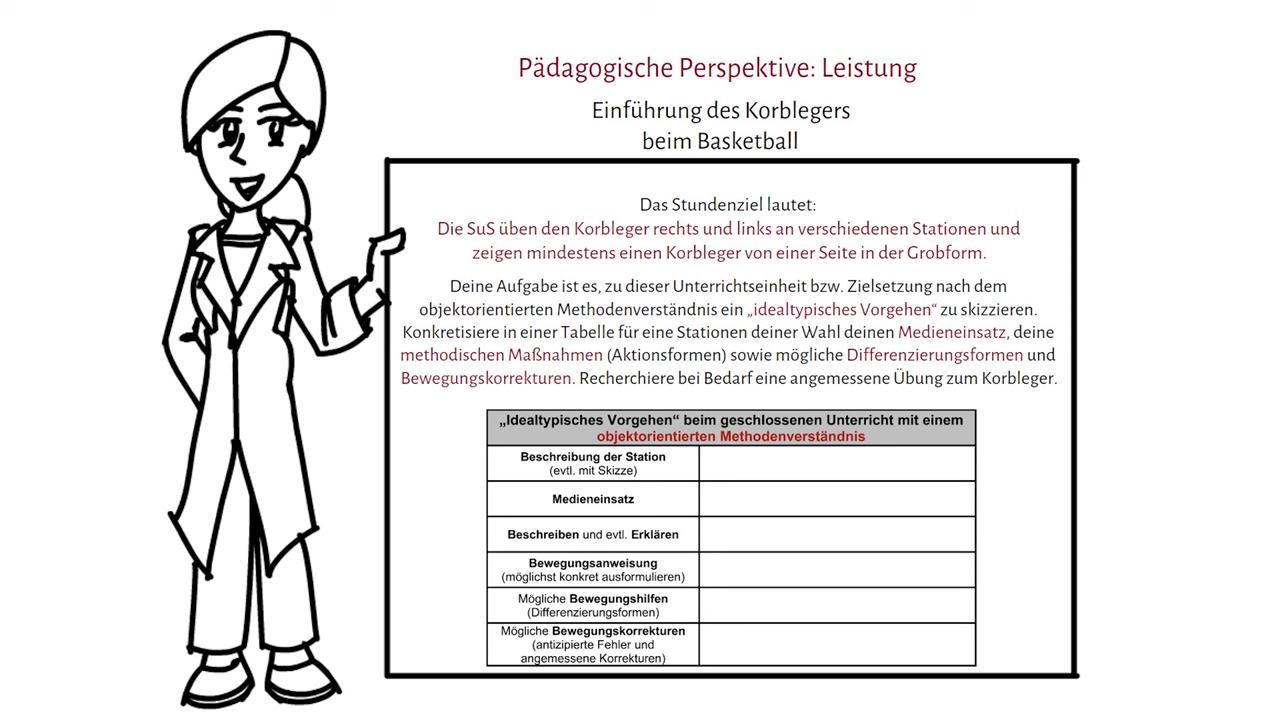 Pädagogische Perspektive: Leistung
Einführung des Korblegers
beim Basketball
Das Stundenziel lautet:
Die SuS üben den Korbleger rechts und links an verschiedenen Stationen und
zeigen mindestens einen Korbleger von einer Seite in der Grobform.
Deine Aufgabe ist es, zu dieser Unterrichtseinheit bzw. Zielsetzung nach dem
objektorientierten Methodenverständnis ein „idealtypisches Vorgehen“ zu skizzieren.
Konkretisiere in einer Tabelle für eine Stationen deiner Wahl deinen Medieneinsatz, deine
methodischen Maßnahmen (Aktionsformen) sowie mögliche Differenzierungsformen und
Bewegungskorrekturen. Recherchiere bei Bedarf eine angemessene Übung zum Korbleger.
„Idealtypisches Vorgehen“ beim geschlossenen Unterricht mit einem
objektorientierten Methodenverständnis
Beschreibung der Station
(evtl. mit Skizze)
Medieneinsatz
Beschreiben und evtl. Erklären
Bewegungsanweisung
(möglichst konkret ausformulieren)
Mögliche Bewegungshilfen
(Differenzierungsformen)
Mögliche Bewegungskorrekturen
(antizipierte Fehler und
angemessene Korrekturen)